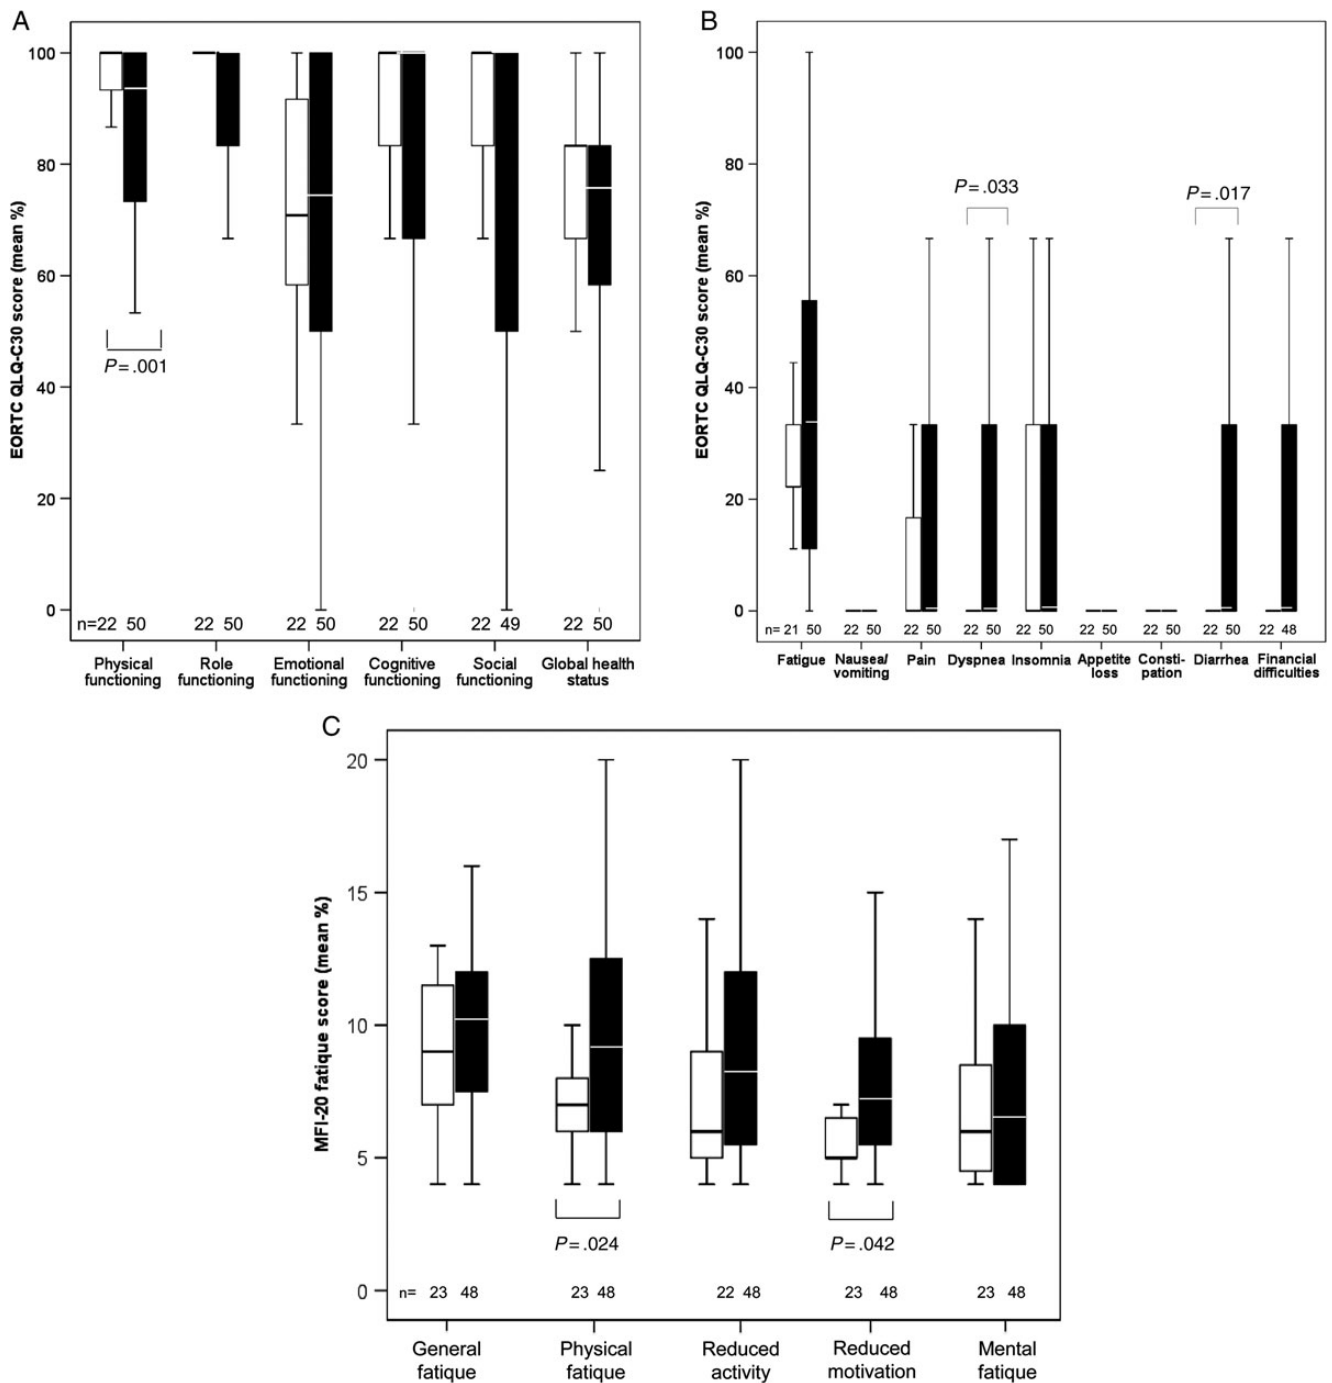 A
EORTC QLQ-C30 score (mean %)
100
80
60
40
20
0
P=.001
n=22 50 22 50 22 50 22 50 22 49 22 50
Physical functioning
Role functioning
Emotional functioning
Cognitive functioning
Social functioning
Global health status
B
EORTC QLQ-C30 score (mean %)
100
80
60
40
20
0
P=.033
P=.017
n= 21 50 22 50 22 50 22 50 22 50 22 50 22 50 22 50 22 48
Fatigue
Nausea/ vomiting
Pain
Dyspnea
Insomnia
Appetite loss
Consti- pation
Diarrhea
Financial difficulties
C
MFI-20 fatique score (mean %)
20
15
10
5
0
P=.024
P=.042
n= 23 48 23 48 22 48 23 48 23 48
General fatique
Physical fatique
Reduced activity
Reduced motivation
Mental fatique